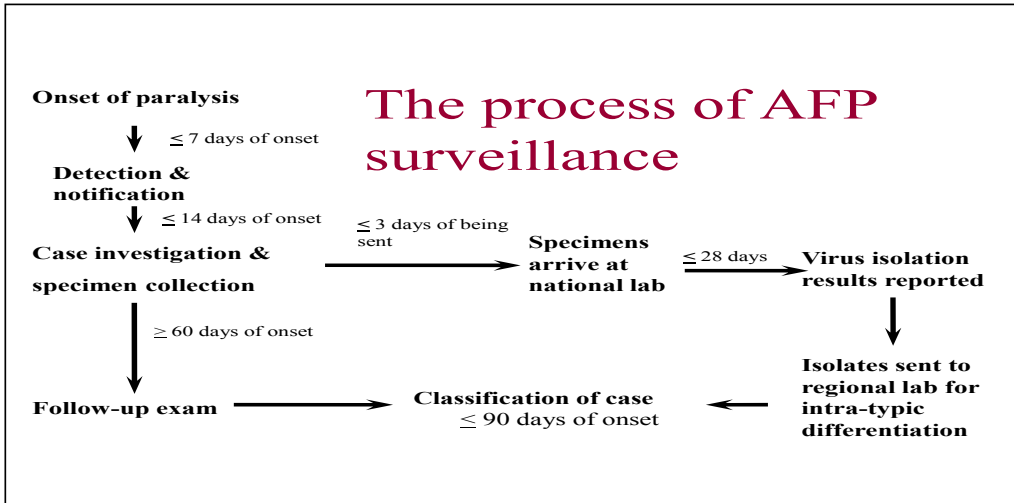 The process of AFP
surveillance
Onset of paralysis
≤ 7 days of onset
Detection &
notification
≤ 14 days of onset
Case investigation &
specimen collection
≤ 3 days of being
sent
Specimens
arrive at
national lab
≤ 28 days
Virus isolation
results reported
≥ 60 days of onset
Follow-up exam
Classification of case
≤ 90 days of onset
Isolates sent to
regional lab for
intra-typic
differentiation